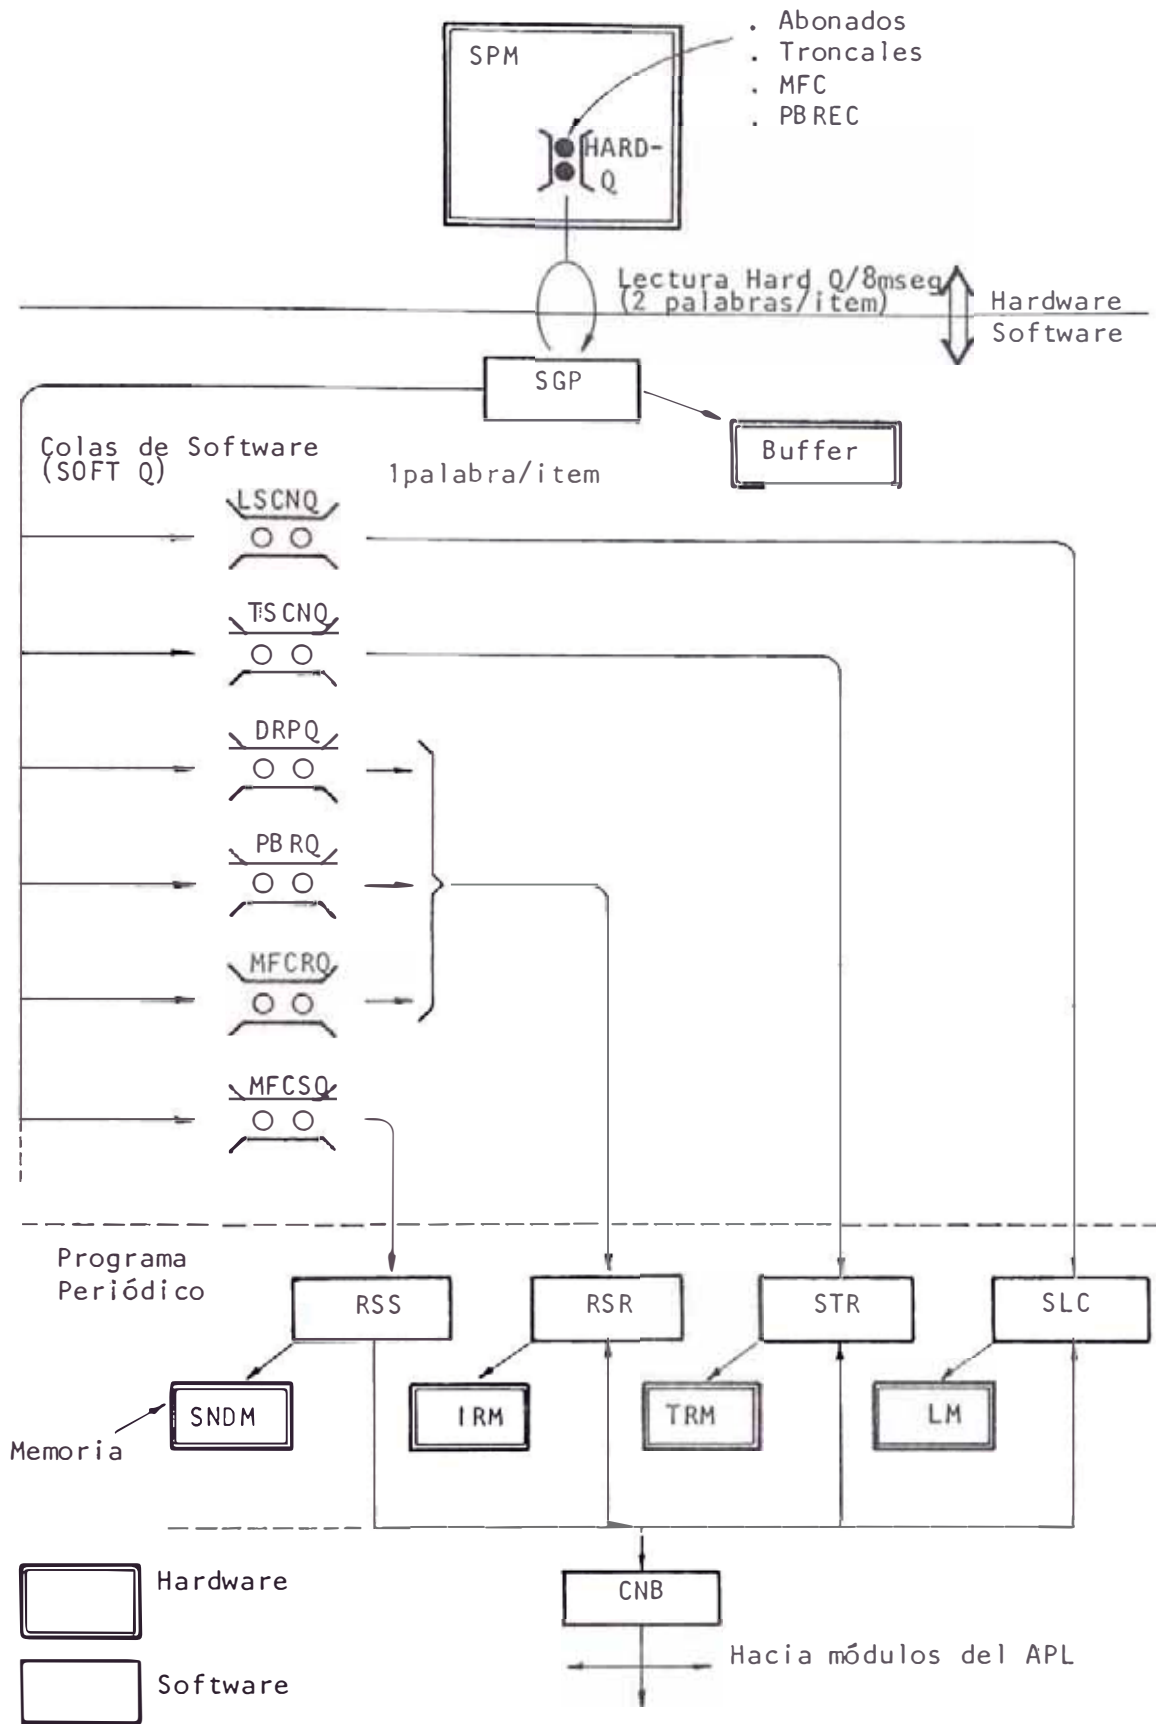 . Abonados
. Troncales
. MFC
. PBREC
SPM
HARD-
Q
Lectura Hard Q/8mseg
(2 palabras/item)
Hardware
Software
SGP
Buffer
Colas de Software
(SOFT Q)
1palabra/item
LSCNQ
TSCNQ
DRPQ
PBRQ
MFCRQ
MFCSQ
Programa
Periódico
RSS
RSR
STR
SLC
SNDM
IRM
TRM
LM
Memoria
CNB
Hacia módulos del APL
Hardware
Software